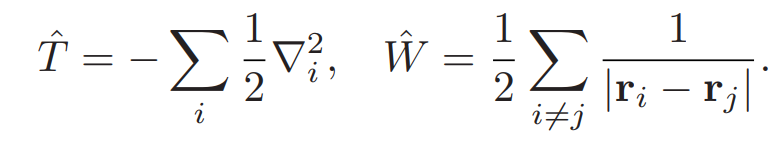 $\hat{T} = -\sum_{i} \frac{1}{2} \nabla_i^2, \quad \hat{W} = \frac{1}{2} \sum_{i \neq j} \frac{1}{|\mathbf{r}_i - \mathbf{r}_j|}.$